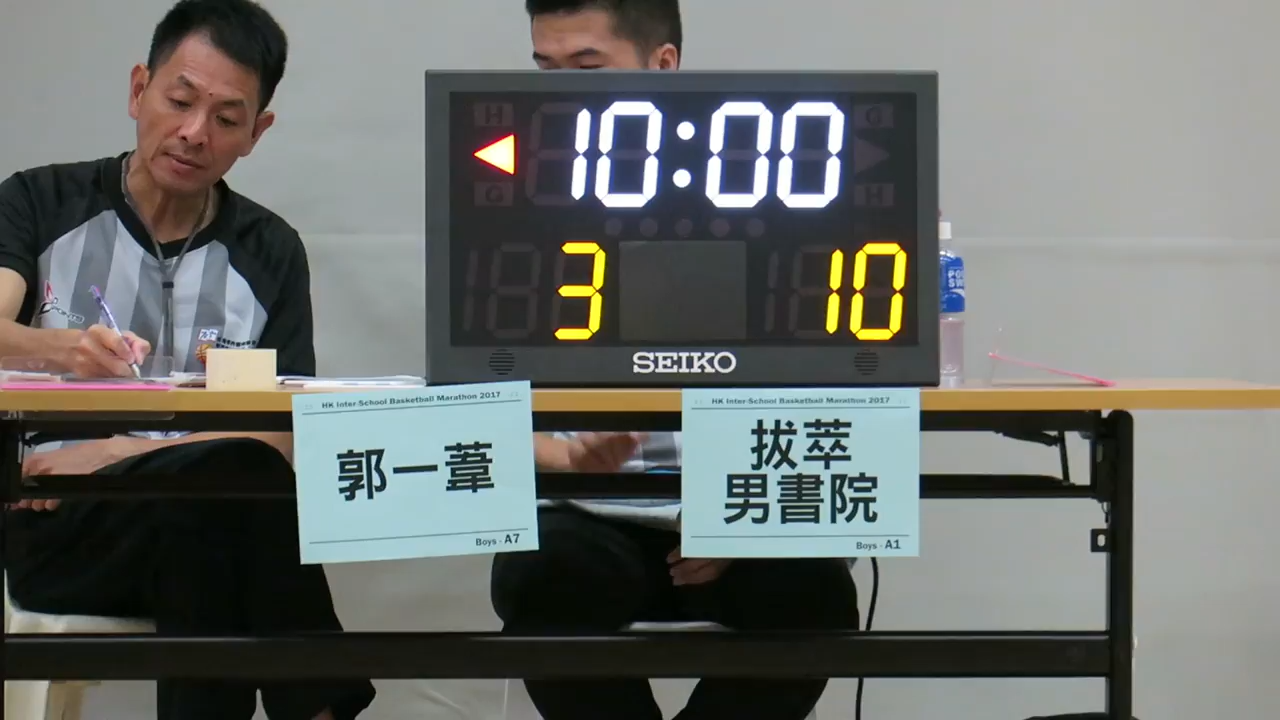 10:00
3 10
SEIKO
HK Inter-School Basketball Marathon 2017
郭一葦
Boys - A7
HK Inter-School Basketball Marathon 2017
拔萃
男書院
Boys - A1